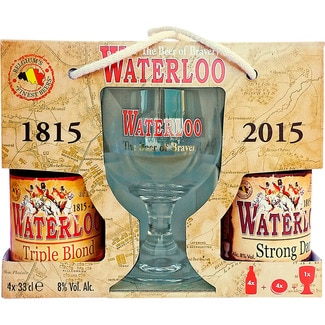 BELGIUM'S FINEST BEERS
The Beer of Bravery
WATERLOO
1815
2015
WATERLOO
The Beer of Bravery
1815
WATERLOO
Triple Blond
WATERLOO
Strong Da
4x 33cl
8% Vol. Alc.
4x
4x
1x